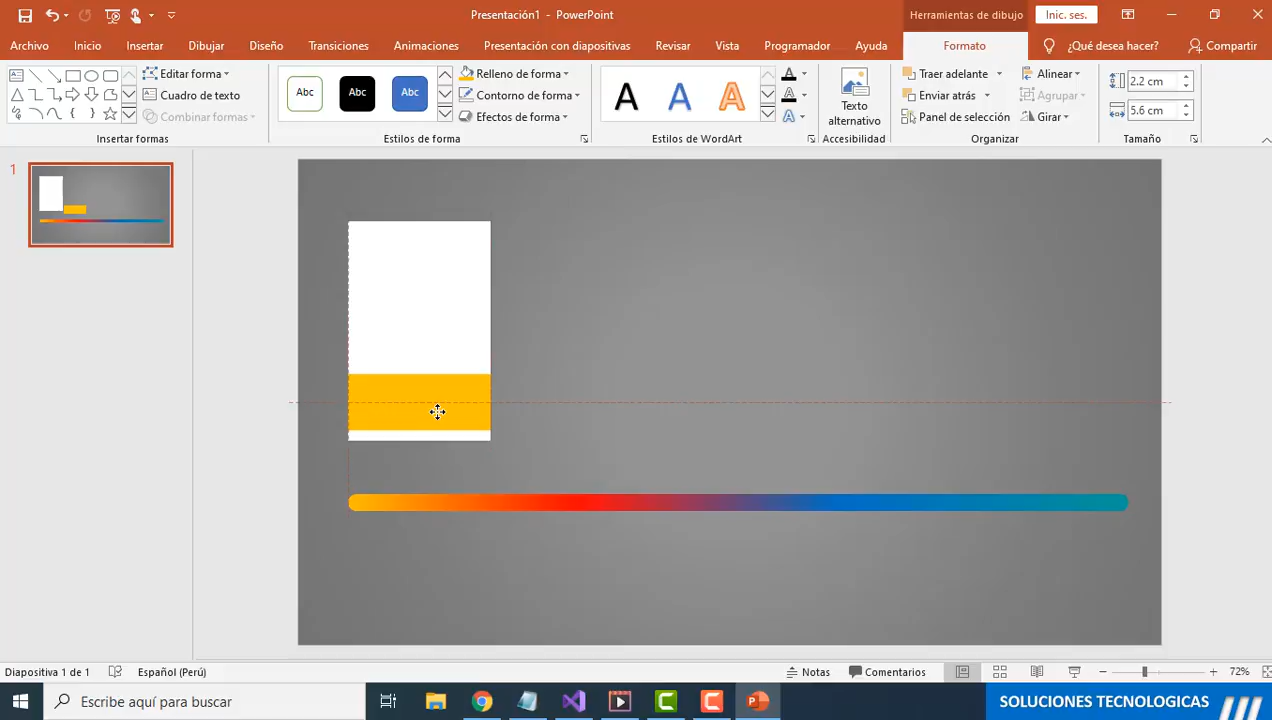 Presentación1 - PowerPoint
Herramientas de dibujo
Inic. ses.
Archivo
Inicio
Insertar
Dibujar
Diseño
Transiciones
Animaciones
Presentación con diapositivas
Revisar
Vista
Programador
Ayuda
Formato
¿Qué desea hacer?
Compartir
Editar forma
Cuadro de texto
Combinar formas
Insertar formas
Abc
Abc
Abc
Relleno de forma
Contorno de forma
Efectos de forma
Estilos de forma
A A A
A
A
A
Estilos de WordArt
Texto
alternativo
Accesibilidad
Traer adelante
Enviar atrás
Panel de selección
Alinear
Agrupar
Girar
Organizar
2.2 cm
5.6 cm
Tamaño
1
Diapositiva 1 de 1
Español (Perú)
Notas
Comentarios
72%
Escribe aquí para buscar
SOLUCIONES TECNOLOGICAS